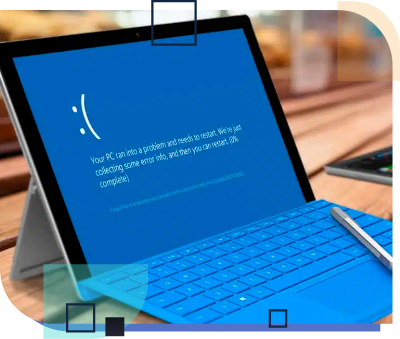 :(
Your PC ran into a problem and needs to restart. We're just
collecting some error info, and then you can restart. (0%
complete)